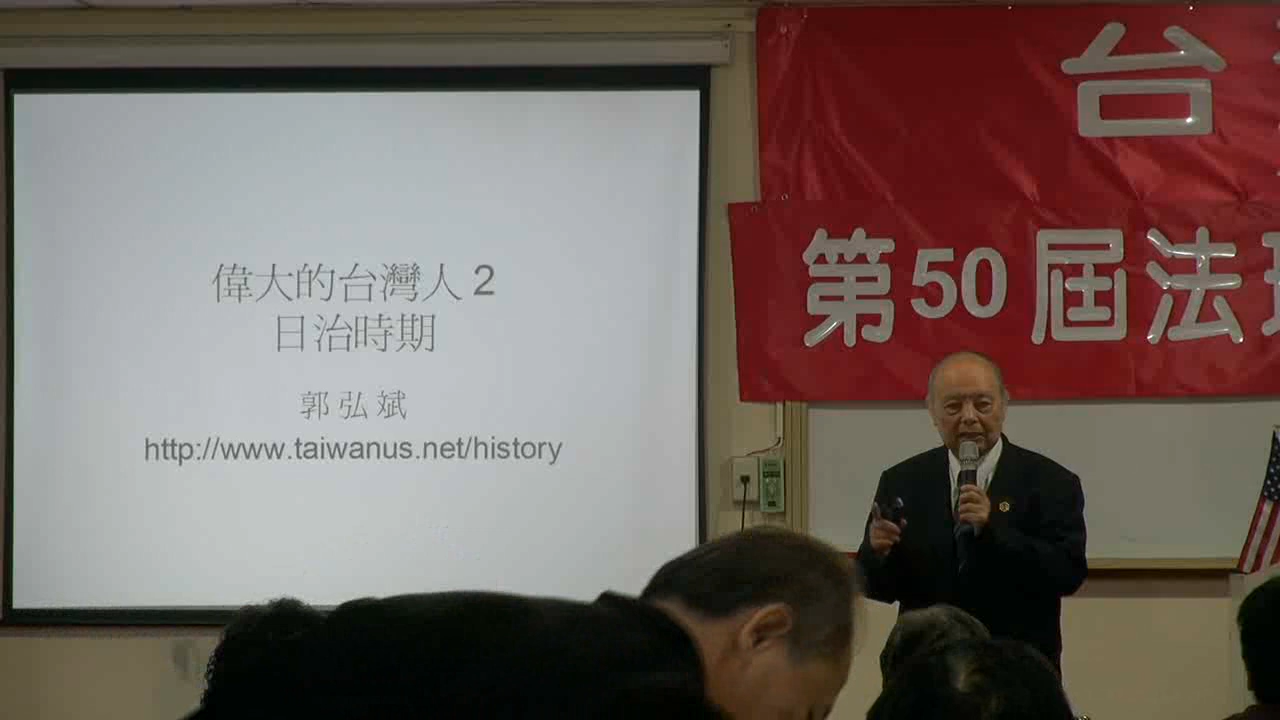 偉大的台灣人 2
日治時期
郭 弘 斌
http://www.taiwanus.net/history
台
第50屆法